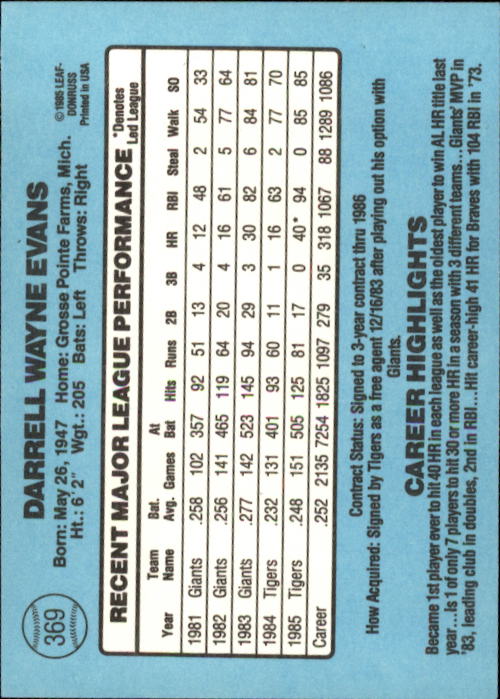 369
DARRELL WAYNE EVANS
Born: May 26, 1947 Home: Grosse Pointe Farms, Mich.
Ht.: 6' 2" Wgt.: 205 Bats: Left Throws: Right
©1985 LEAF-
DONRUSS
Printed in USA
RECENT MAJOR LEAGUE PERFORMANCE
*Denotes
Led League
Year Team Name Bat. Avg. Games At Bat Hits Runs 2B 3B HR RBI Steal Walk SO
1981 Giants .258 102 357 92 51 13 4 12 48 2 54 33
1982 Giants .256 141 465 119 64 20 4 16 61 5 77 64
1983 Giants .277 142 523 145 94 29 3 30 82 6 84 81
1984 Tigers .232 131 401 93 60 11 1 16 63 2 77 70
1985 Tigers .248 151 505 125 81 17 0 40* 94 0 85 85
Career .252 2135 7254 1825 1097 279 35 318 1067 88 1289 1086
Contract Status: Signed to 3-year contract thru 1986
How Acquired: Signed by Tigers as a free agent 12/16/83 after playing out his option with
Giants.
CAREER HIGHLIGHTS
Became 1st player ever to hit 40 HR in each league as well as the oldest player to win AL HR title last
year... Is 1 of only 7 players to hit 30 or more HR in a season with 3 different teams... Giants' MVP in
'83, leading club in doubles, 2nd in RBI... Hit career-high 41 HR for Braves with 104 RBI in '73.